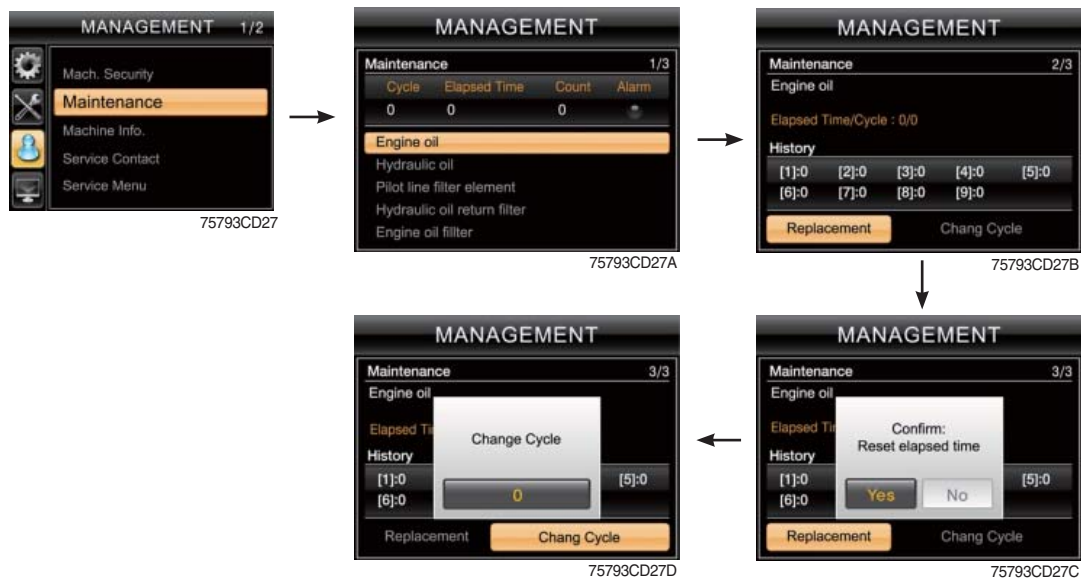 MANAGEMENT 1/2
Mach. Security
Maintenance
Machine Info.
Service Contact
Service Menu
75793CD27
MANAGEMENT
Maintenance 1/3
Cycle Elapsed Time Count Alarm
0 0 0
Engine oil
Hydraulic oil
Pilot line filter element
Hydraulic oil return filter
Engine oil fillter
75793CD27A
MANAGEMENT
Maintenance 2/3
Engine oil
Elapsed Time/Cycle : 0/0
History
[1]:0 [2]:0 [3]:0 [4]:0 [5]:0
[6]:0 [7]:0 [8]:0 [9]:0
Replacement Chang Cycle
75793CD27B
MANAGEMENT
Maintenance 3/3
Engine oil
Elapsed Tir
Confirm:
Reset elapsed time
History
[1]:0 [5]:0
[6]:0
Yes No
Replacement Chang Cycle
75793CD27C
MANAGEMENT
Maintenance 3/3
Engine oil
Elapsed Ti
Change Cycle
History
[1]:0 [5]:0
[6]:0
0
Replacement Chang Cycle
75793CD27D